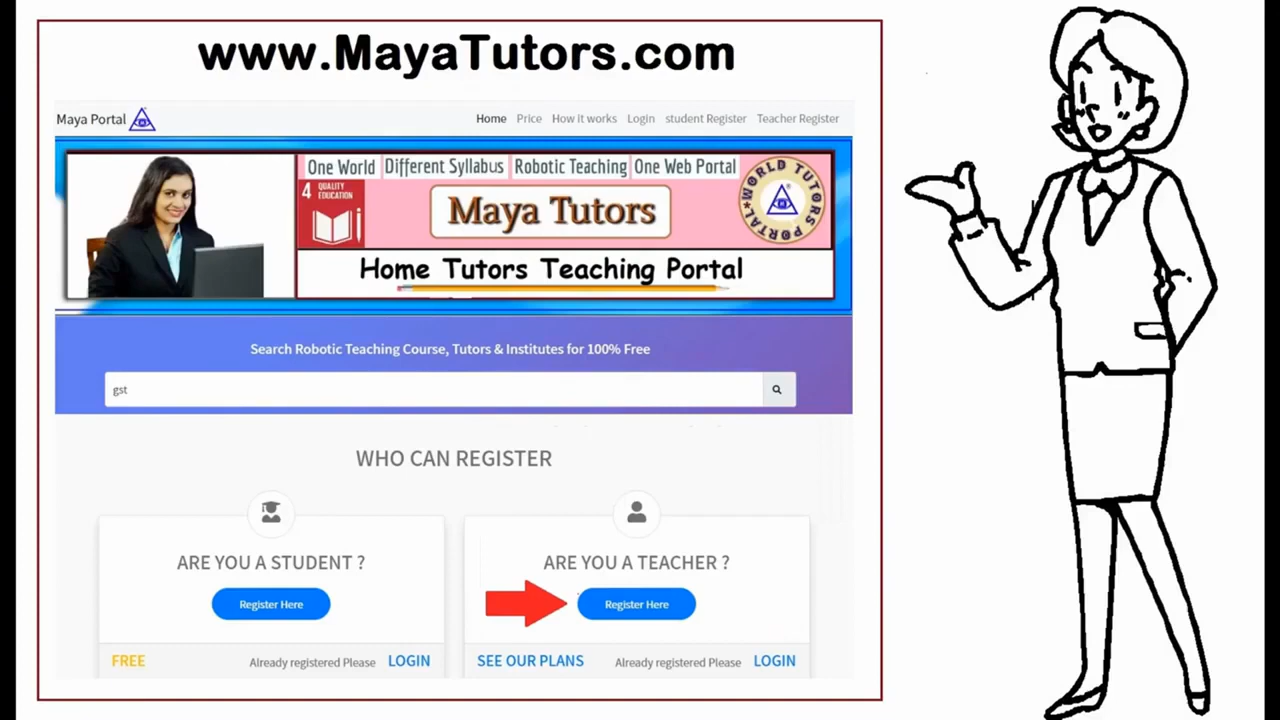 www.MayaTutors.com
Maya Portal
Home Price How it works Login student Register Teacher Register
One World Different Syllabus Robotic Teaching One Web Portal
4 QUALITY
EDUCATION
Maya Tutors
WORLD TUTORS PORTAL
Home Tutors Teaching Portal
Search Robotic Teaching Course, Tutors & Institutes for 100% Free
gst
WHO CAN REGISTER
ARE YOU A STUDENT ?
Register Here
FREE Already registered Please LOGIN
ARE YOU A TEACHER ?
Register Here
SEE OUR PLANS Already registered Please LOGIN